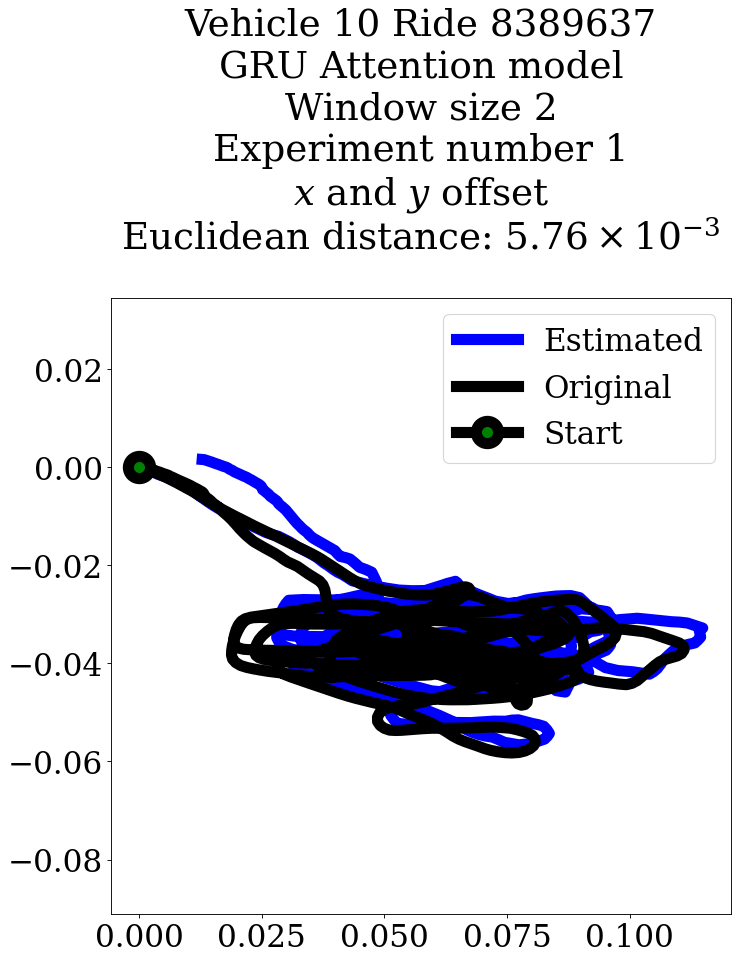 Vehicle 10 Ride 8389637
GRU Attention model
Window size 2
Experiment number 1
x and y offset
Euclidean distance: 5.76 × 10⁻³
Estimated
Original
Start
0.02
0.00
−0.02
−0.04
−0.06
−0.08
0.000 0.025 0.050 0.075 0.100